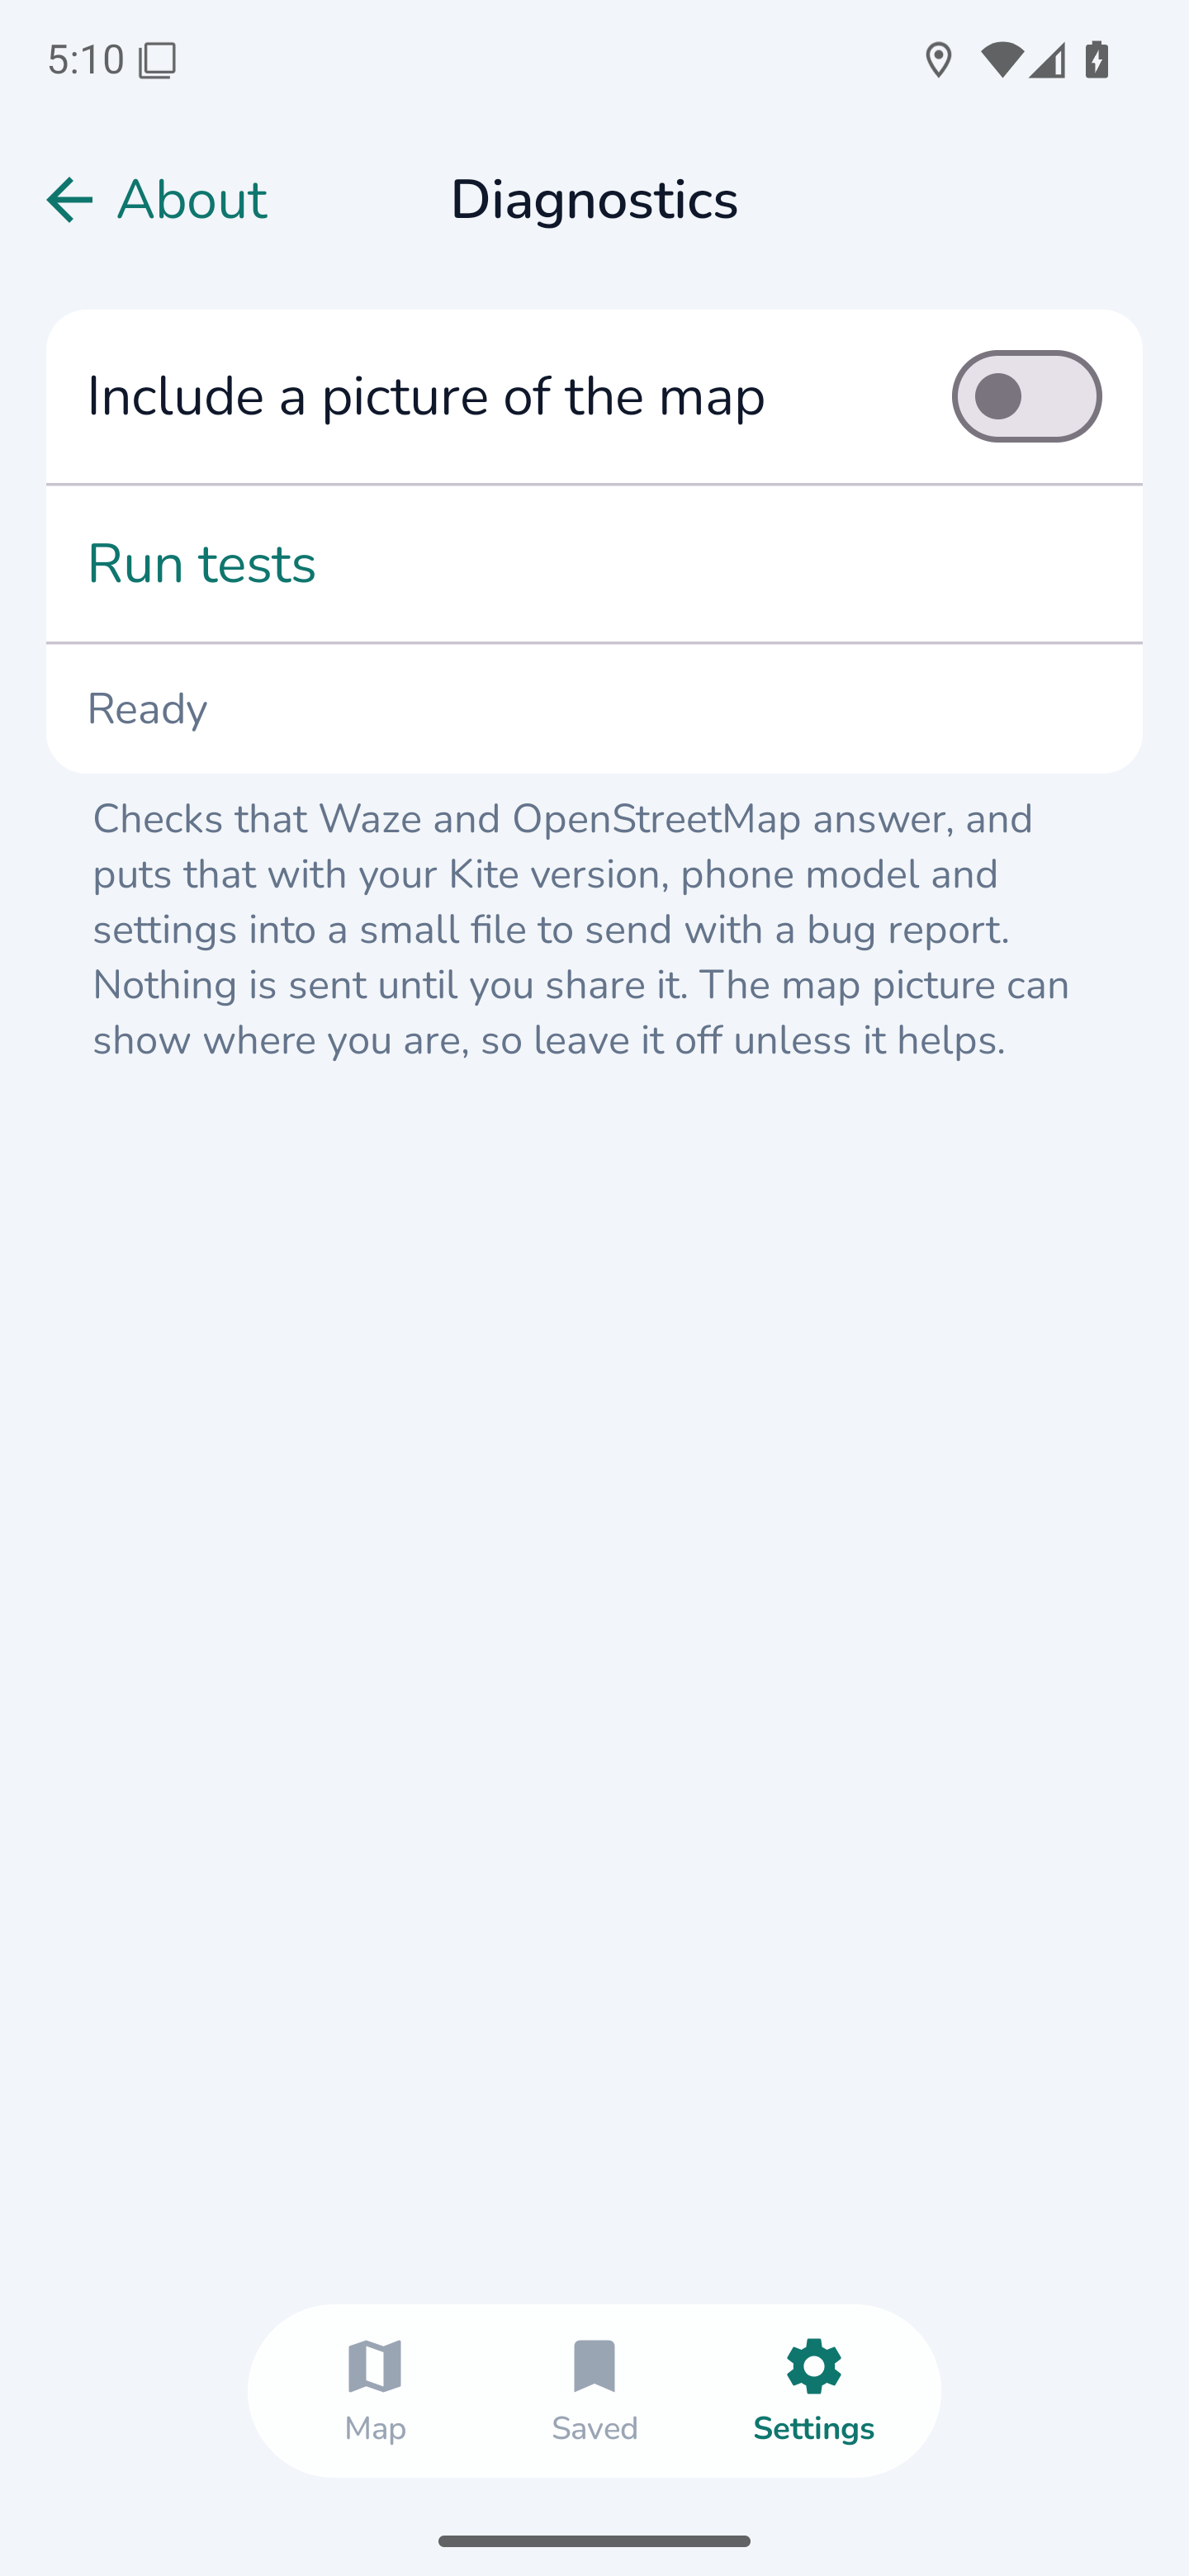 5:10
About
Diagnostics
Include a picture of the map
Run tests
Ready
Checks that Waze and OpenStreetMap answer, and
puts that with your Kite version, phone model and
settings into a small file to send with a bug report.
Nothing is sent until you share it. The map picture can
show where you are, so leave it off unless it helps.
Map
Saved
Settings